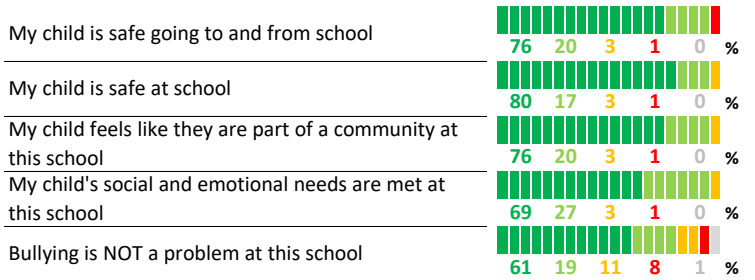 My child is safe going to and from school
76 20 3 1 0 %
My child is safe at school
80 17 3 1 0 %
My child feels like they are part of a community at
this school
76 20 3 1 0 %
My child's social and emotional needs are met at
this school
69 27 3 1 0 %
Bullying is NOT a problem at this school
61 19 11 8 1 %